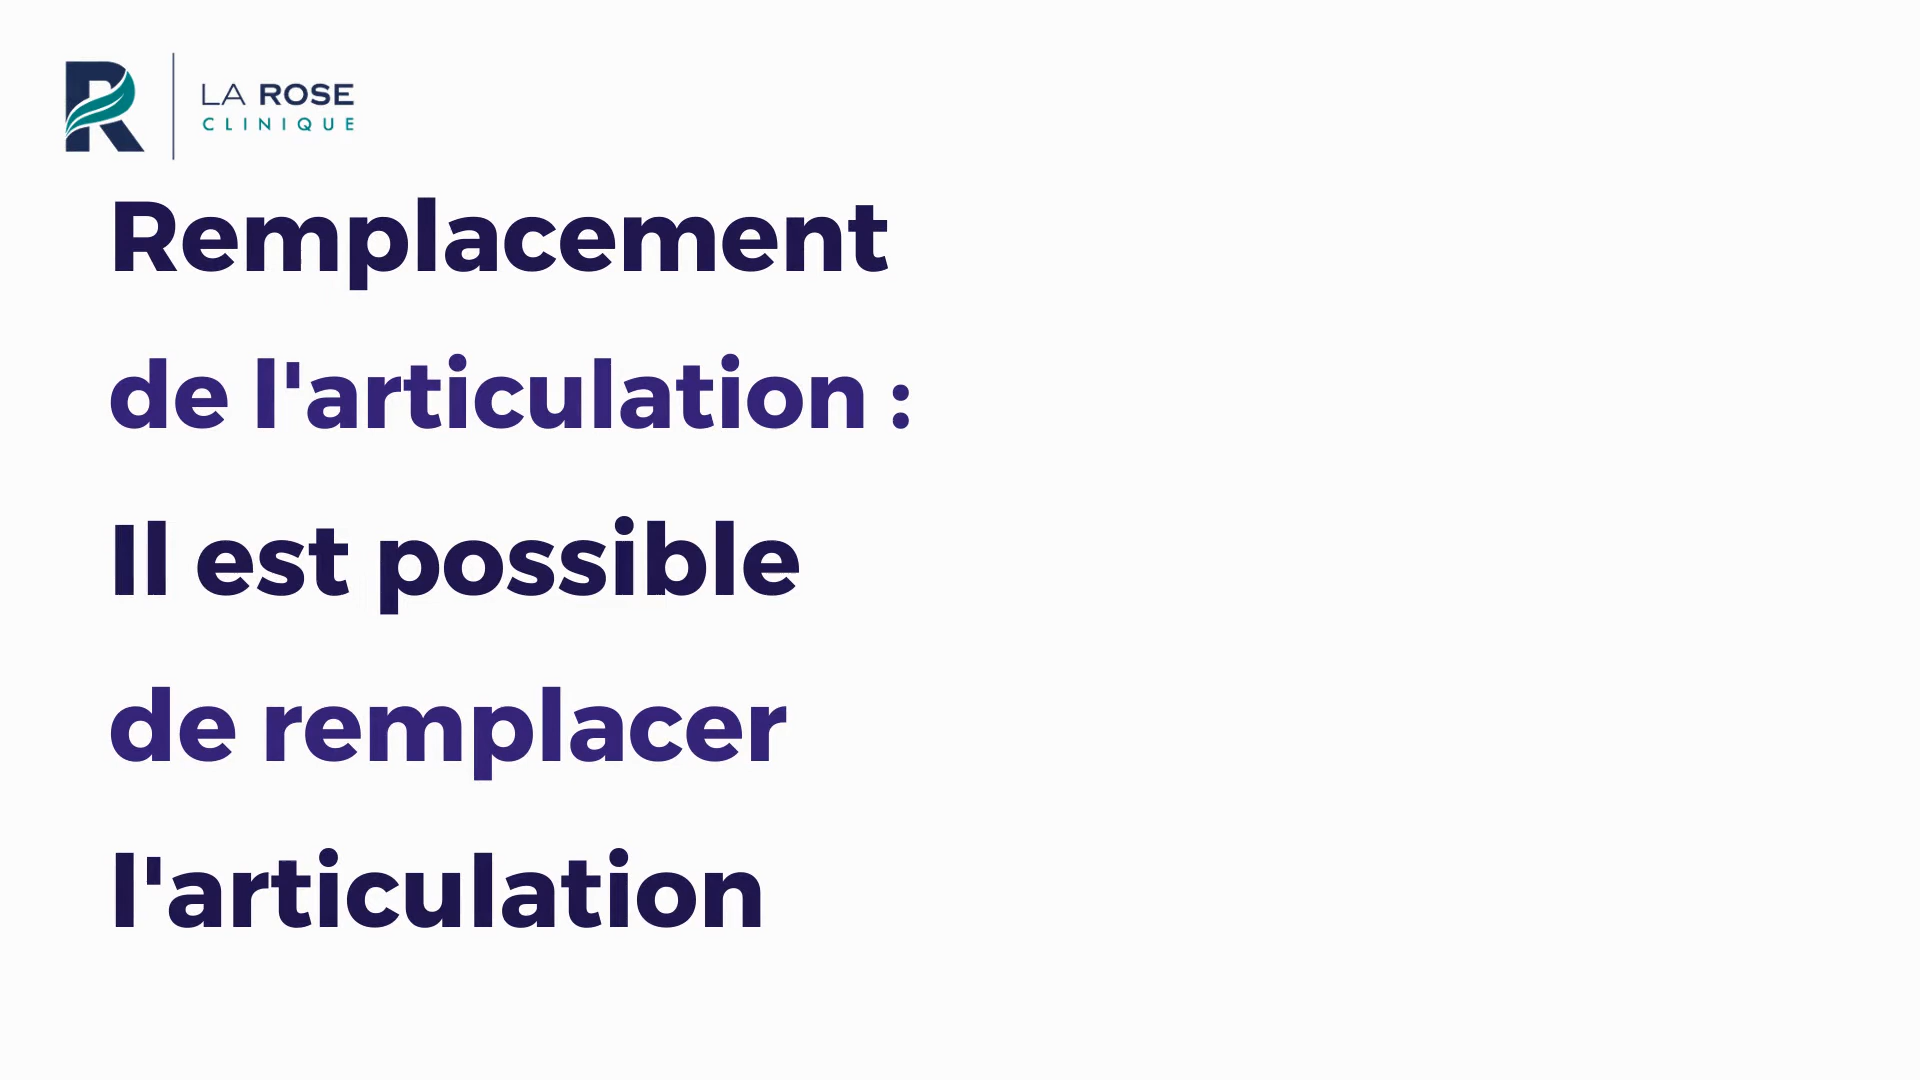 LA ROSE
CLINIQUE
Remplacement
de l'articulation :
Il est possible
de remplacer
l'articulation